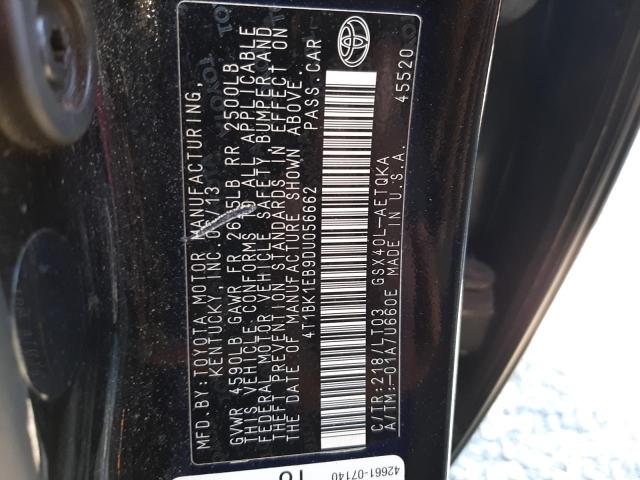 MFD. BY: TOYOTA MOTOR MANUFACTURING,
KENTUCKY, INC. 13
GVWR 4590LB GAWR FR 2645LB RR 2500LB
THIS VEHICLE CONFORMS TO ALL APPLICABLE
FEDERAL MOTOR VEHICLE SAFETY, BUMPER, AND
THEFT PREVENTION STANDARDS IN EFFECT ON
THE DATE OF MANUFACTURE SHOWN ABOVE.
4T1BK1EB9DU056662 PASS.CAR
C/TR:218/LT03 GSX40L-AETQKA
A/TM:-01A/U660E MADE IN U.S.A.
45520
42661-07140